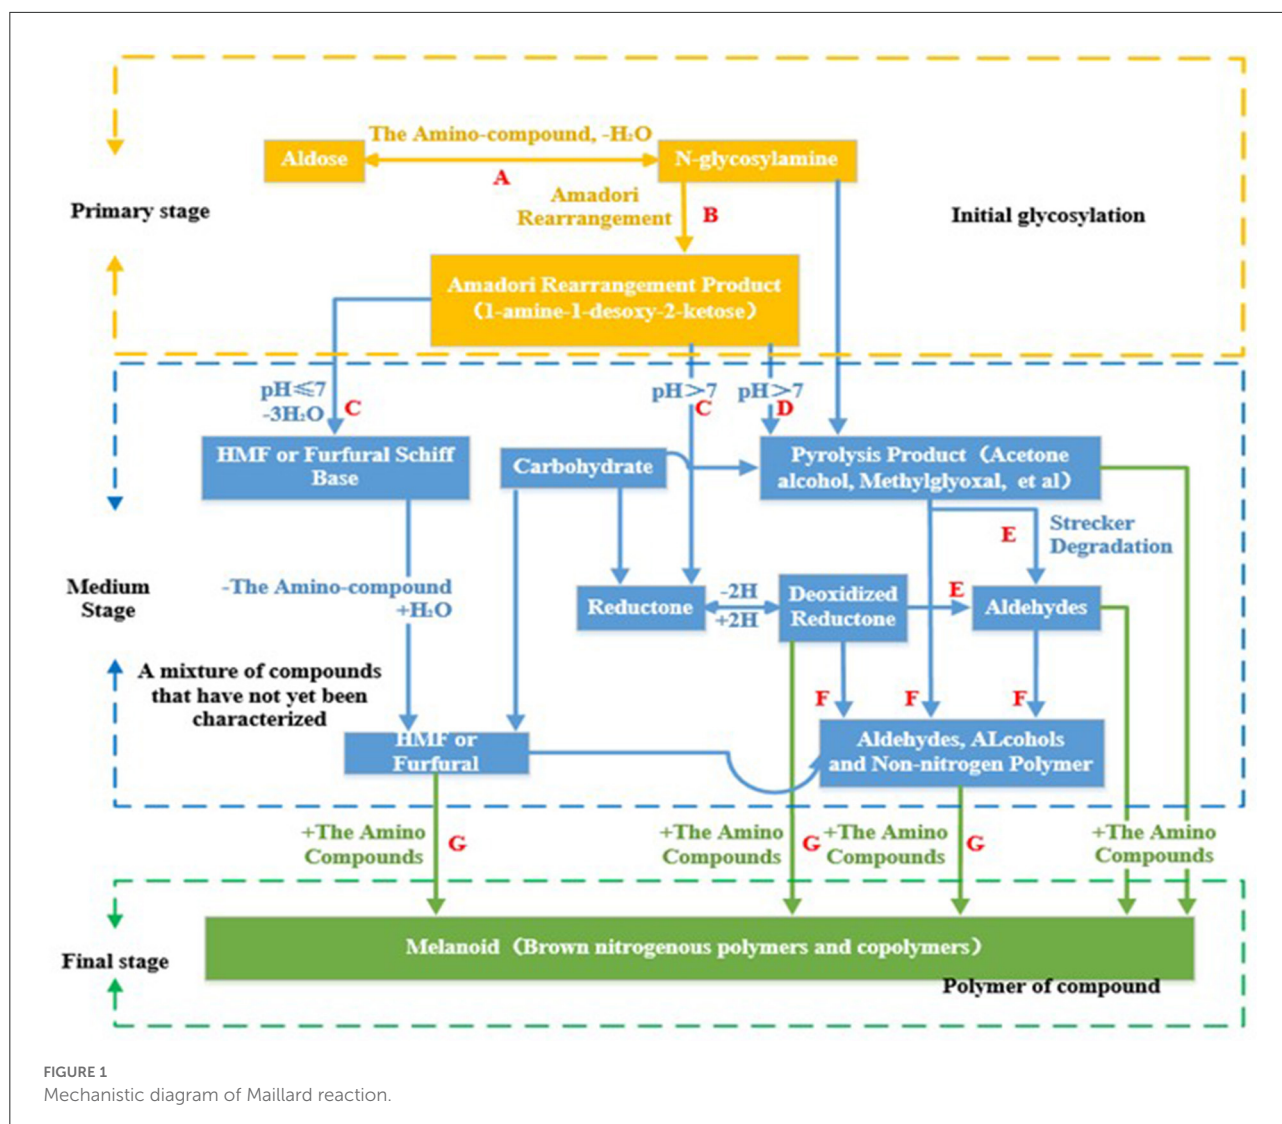 The Amino-compound, -H₂O
Aldose
N-glycosylamine
A
Amadori
Rearrangement
B
Primary stage
Initial glycosylation
Amadori Rearrangement Product
(1-amine-1-desoxy-2-ketose)
pH≤7
-3H₂O
C
pH>7
C
pH>7
D
HMF or Furfural Schiff
Base
Carbohydrate
Pyrolysis Product (Acetone
alcohol, Methylglyoxal, et al)
E
Strecker
Degradation
Medium
Stage
-The Amino-compound
+H₂O
Reductone
-2H
+2H
Deoxidized
Reductone
E
Aldehydes
A mixture of compounds
that have not yet been
characterized
F
F
F
HMF or
Furfural
Aldehydes, ALcohols
and Non-nitrogen Polymer
+The Amino
Compounds
G
+The Amino
Compounds
G
+The Amino
Compounds
G
+The Amino
Compounds
Final stage
Melanoid (Brown nitrogenous polymers and copolymers)
Polymer of compound
FIGURE 1
Mechanistic diagram of Maillard reaction.